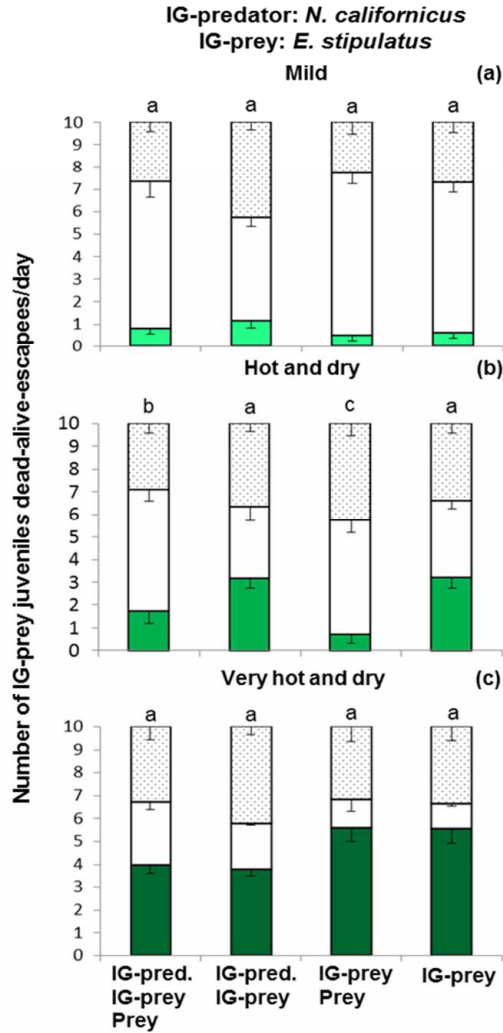 IG-predator: N. californicus
IG-prey: E. stipulatus
Mild (a)
a a a a
10
9
8
7
6
5
4
3
2
1
0
Hot and dry (b)
b a c a
10
9
8
7
6
5
4
3
2
1
0
Very hot and dry (c)
a a a a
10
9
8
7
6
5
4
3
2
1
0
Number of IG-prey juveniles dead-alive-escapees/day
IG-pred. IG-pred. IG-prey IG-prey
IG-prey IG-prey Prey
Prey